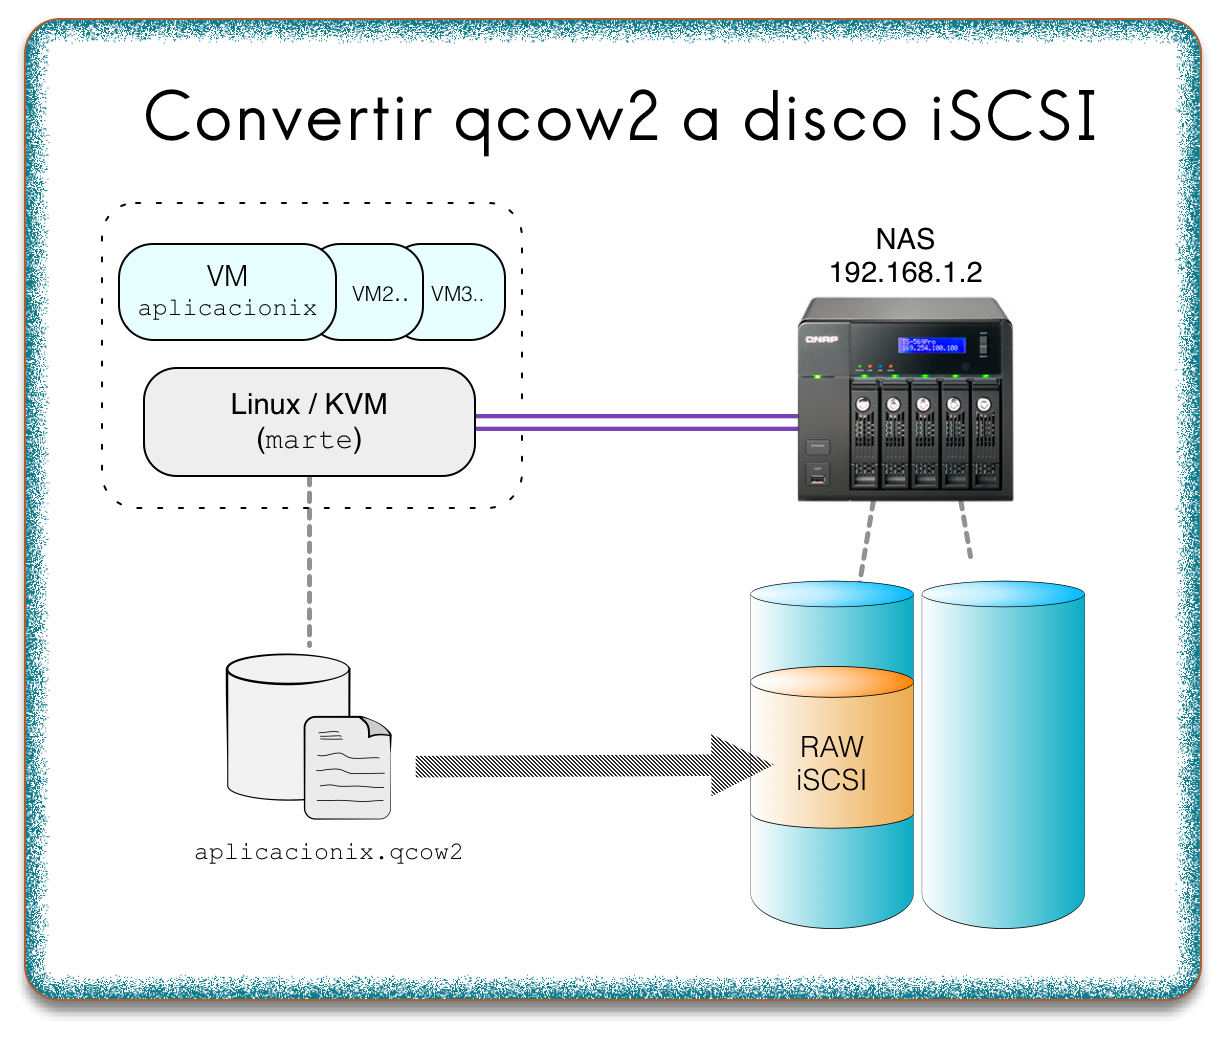 Convertir qcow2 a disco iSCSI
VM
aplicacionix
VM2..
VM3..
Linux / KVM
(marte)
NAS
192.168.1.2
QNAP
TS-569Pro
169.254.100.100
RAW
iSCSI
aplicacionix.qcow2